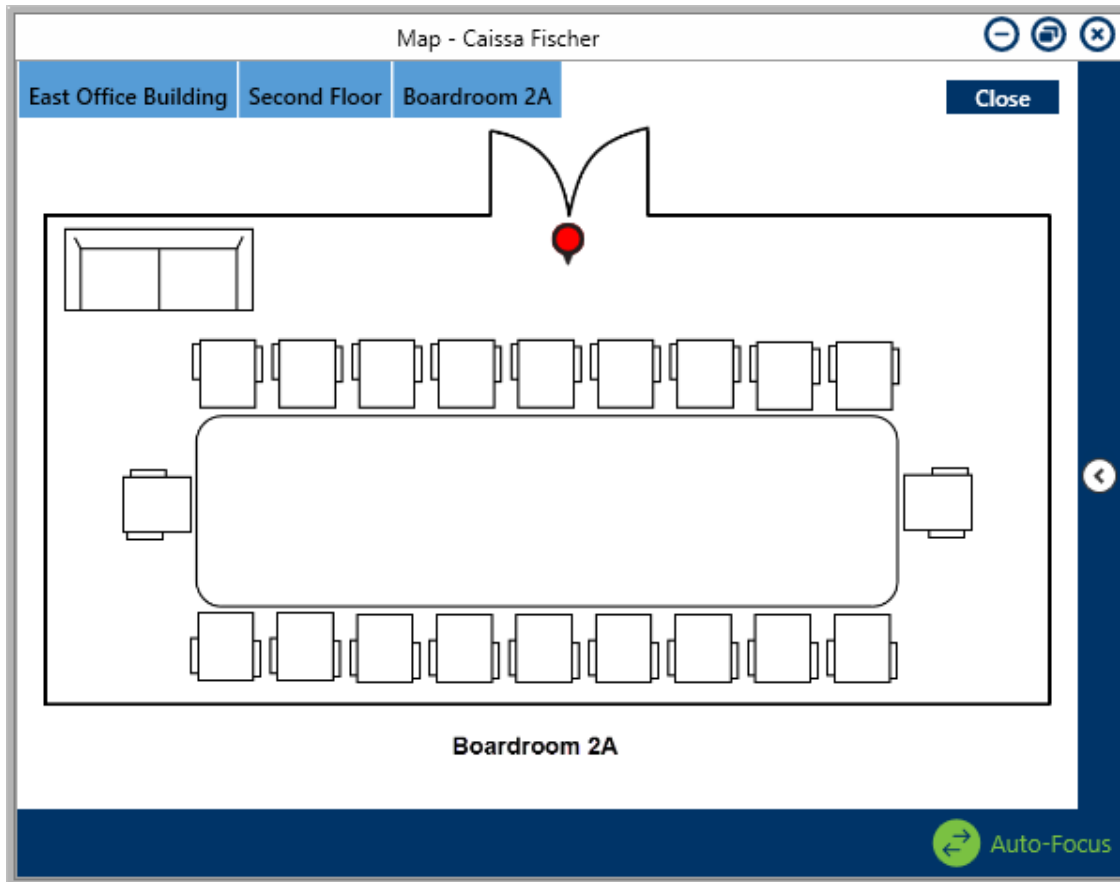 Map - Caissa Fischer
East Office Building Second Floor Boardroom 2A
Close
Boardroom 2A
Auto-Focus